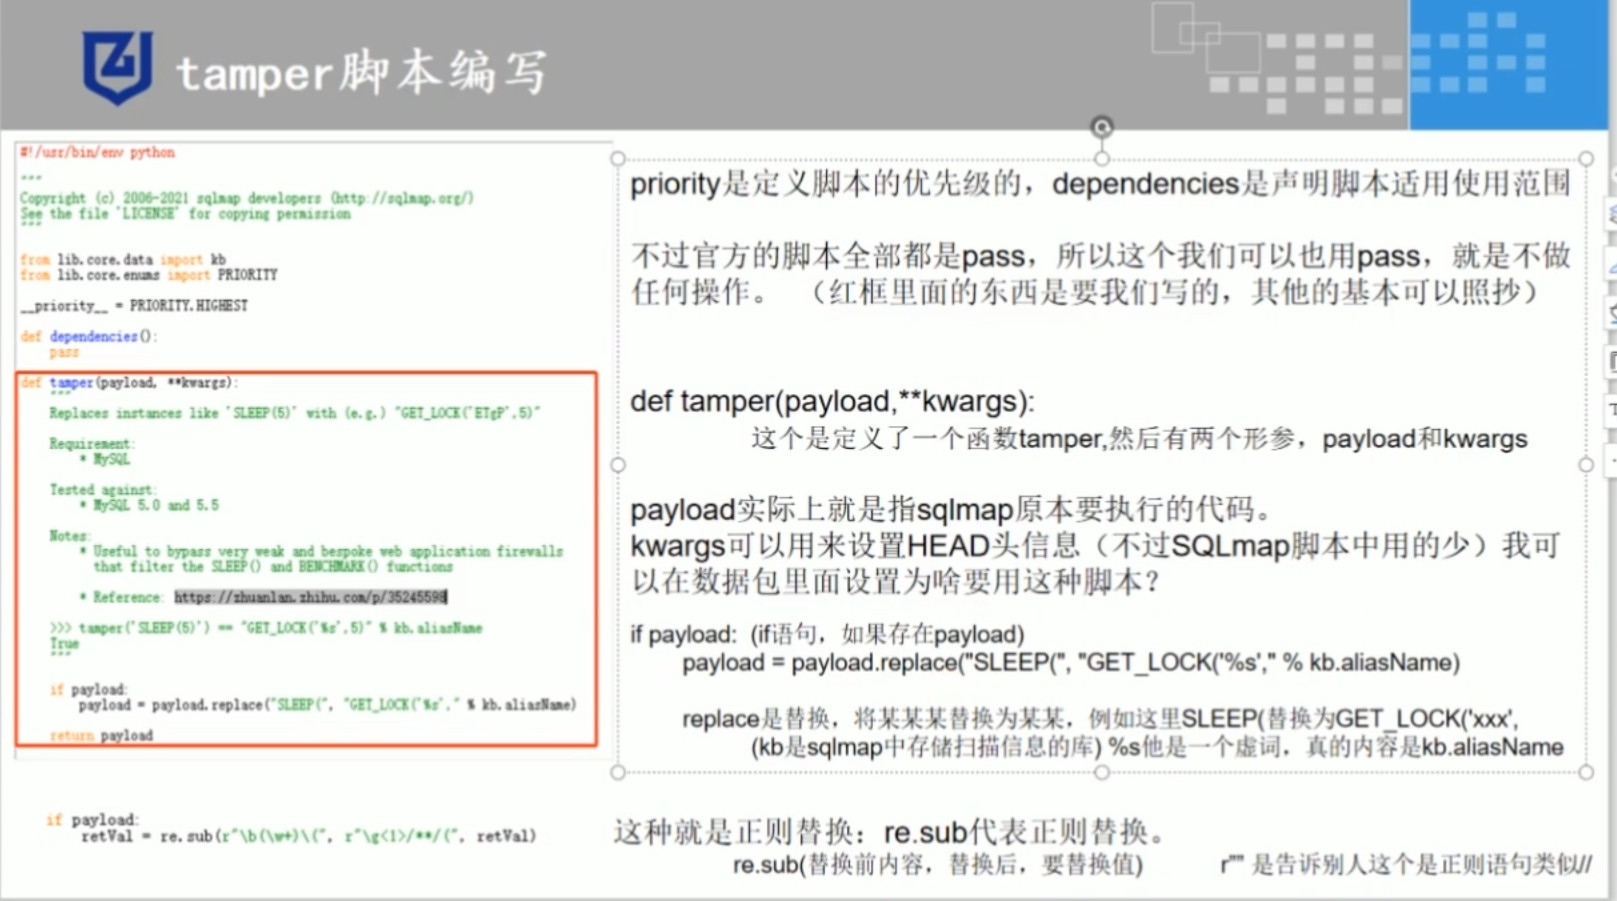 tamper脚本编写
#!/usr/bin/env python
"""
Copyright (c) 2006-2021 sqlmap developers (http://sqlmap.org/)
See the file 'LICENSE' for copying permission
"""
from lib.core.data import kb
from lib.core.enums import PRIORITY
__priority__ = PRIORITY.HIGHEST
def dependencies():
pass
def tamper(payload, **kwargs):
"""
Replaces instances like 'SLEEP(5)' with (e.g.) "GET_LOCK('ETgP',5)"
Requirement:
* MySQL
Tested against:
* MySQL 5.0 and 5.5
Notes:
* Useful to bypass very weak and bespoke web application firewalls
that filter the SLEEP() and BENCHMARK() functions
* Reference: https://zhuanlan.zhihu.com/p/35245598
>>> tamper('SLEEP(5)') == "GET_LOCK('%s',5)" % kb.aliasName
True
"""
if payload:
payload = payload.replace("SLEEP(", "GET_LOCK('%s'," % kb.aliasName)
return payload
priority是定义脚本的优先级的，dependencies是声明脚本适用使用范围
不过官方的脚本全部都是pass，所以这个我们可以也用pass，就是不做
任何操作。 （红框里面的东西是要我们写的，其他的基本可以照抄）
def tamper(payload,**kwargs):
这个是定义了一个函数tamper,然后有两个形参，payload和kwargs
payload实际上就是指sqlmap原本要执行的代码。
kwargs可以用来设置HEAD头信息（不过SQLmap脚本中用的少）我可
以在数据包里面设置为啥要用这种脚本？
if payload: (if语句，如果存在payload)
payload = payload.replace("SLEEP(", "GET_LOCK('%s'," % kb.aliasName)
replace是替换，将某某某替换为某某，例如这里SLEEP(替换为GET_LOCK('xxx',
(kb是sqlmap中存储扫描信息的库) %s他是一个虚词，真的内容是kb.aliasName
if payload:
retVal = re.sub(r"\b(\w+)\(", r"\g<1>/**/(", retVal)
这种就是正则替换：re.sub代表正则替换。
re.sub(替换前内容，替换后，要替换值) r"" 是告诉别人这个是正则语句类似//